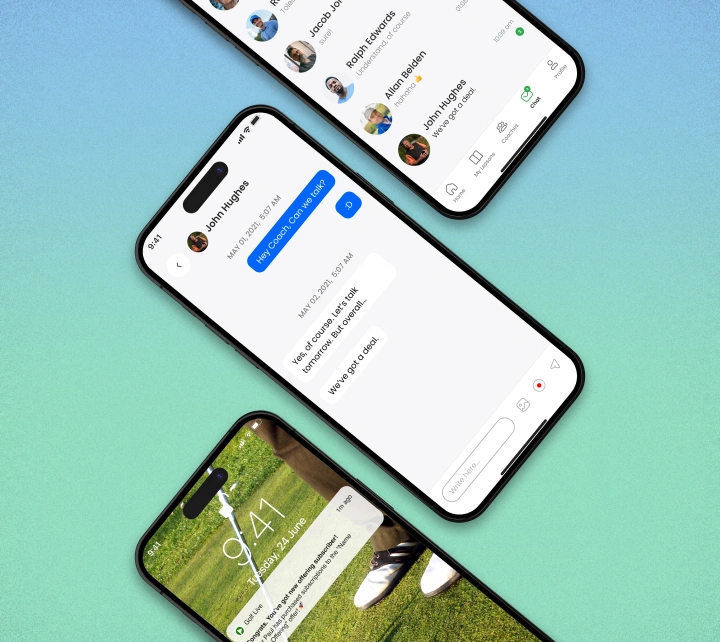 Jacob Jo
sure!
Ralph Edwards
Understand, of course
Allan Belden
hahaha 👍
10:09 am
2
John Hughes
We've got a deal.
Home
My Lessons
Coaches
Chat
Profile
9:41
John Hughes
MAY 01, 2021, 5:07 AM
Hey Coach, Can we talk?
:D
MAY 02, 2021, 5:07 AM
Yes, of course. Let's talk
tomorrow. But overall...
We've got a deal.
Write here...
9:41
9:41
Tuesday, 24 June
Golf Live
1m ago
You've got new offering subscriber!
Paul has purchased subscriptions to the "Name
Offering" offer!